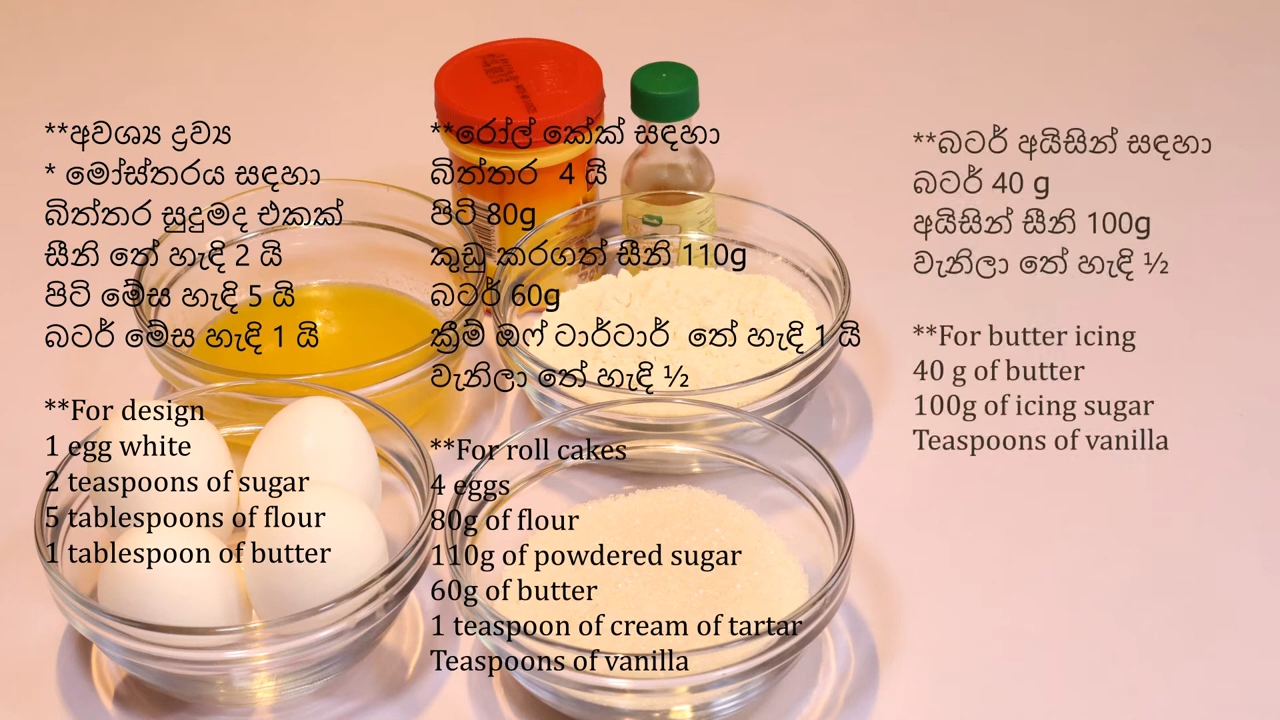 **අවශ්‍ය ද්‍රව්‍ය
* මෝස්තරය සඳහා
බිත්තර සුදුමද එකක්
සීනි තේ හැඳි 2 යි
පිටි මේස හැඳි 5 යි
බටර් මේස හැඳි 1 යි
**For design
1 egg white
2 teaspoons of sugar
5 tablespoons of flour
1 tablespoon of butter
**රෝල් කේක් සඳහා
බිත්තර 4 යි
පිටි 80g
කුඩු කරගත් සීනි 110g
බටර් 60g
ක්‍රීම් ඔෆ් ටාර්ටාර් තේ හැඳි 1 යි
වැනිලා තේ හැඳි ½
**For roll cakes
4 eggs
80g of flour
110g of powdered sugar
60g of butter
1 teaspoon of cream of tartar
Teaspoons of vanilla
**බටර් අයිසින් සඳහා
බටර් 40 g
අයිසින් සීනි 100g
වැනිලා තේ හැඳි ½
**For butter icing
40 g of butter
100g of icing sugar
Teaspoons of vanilla